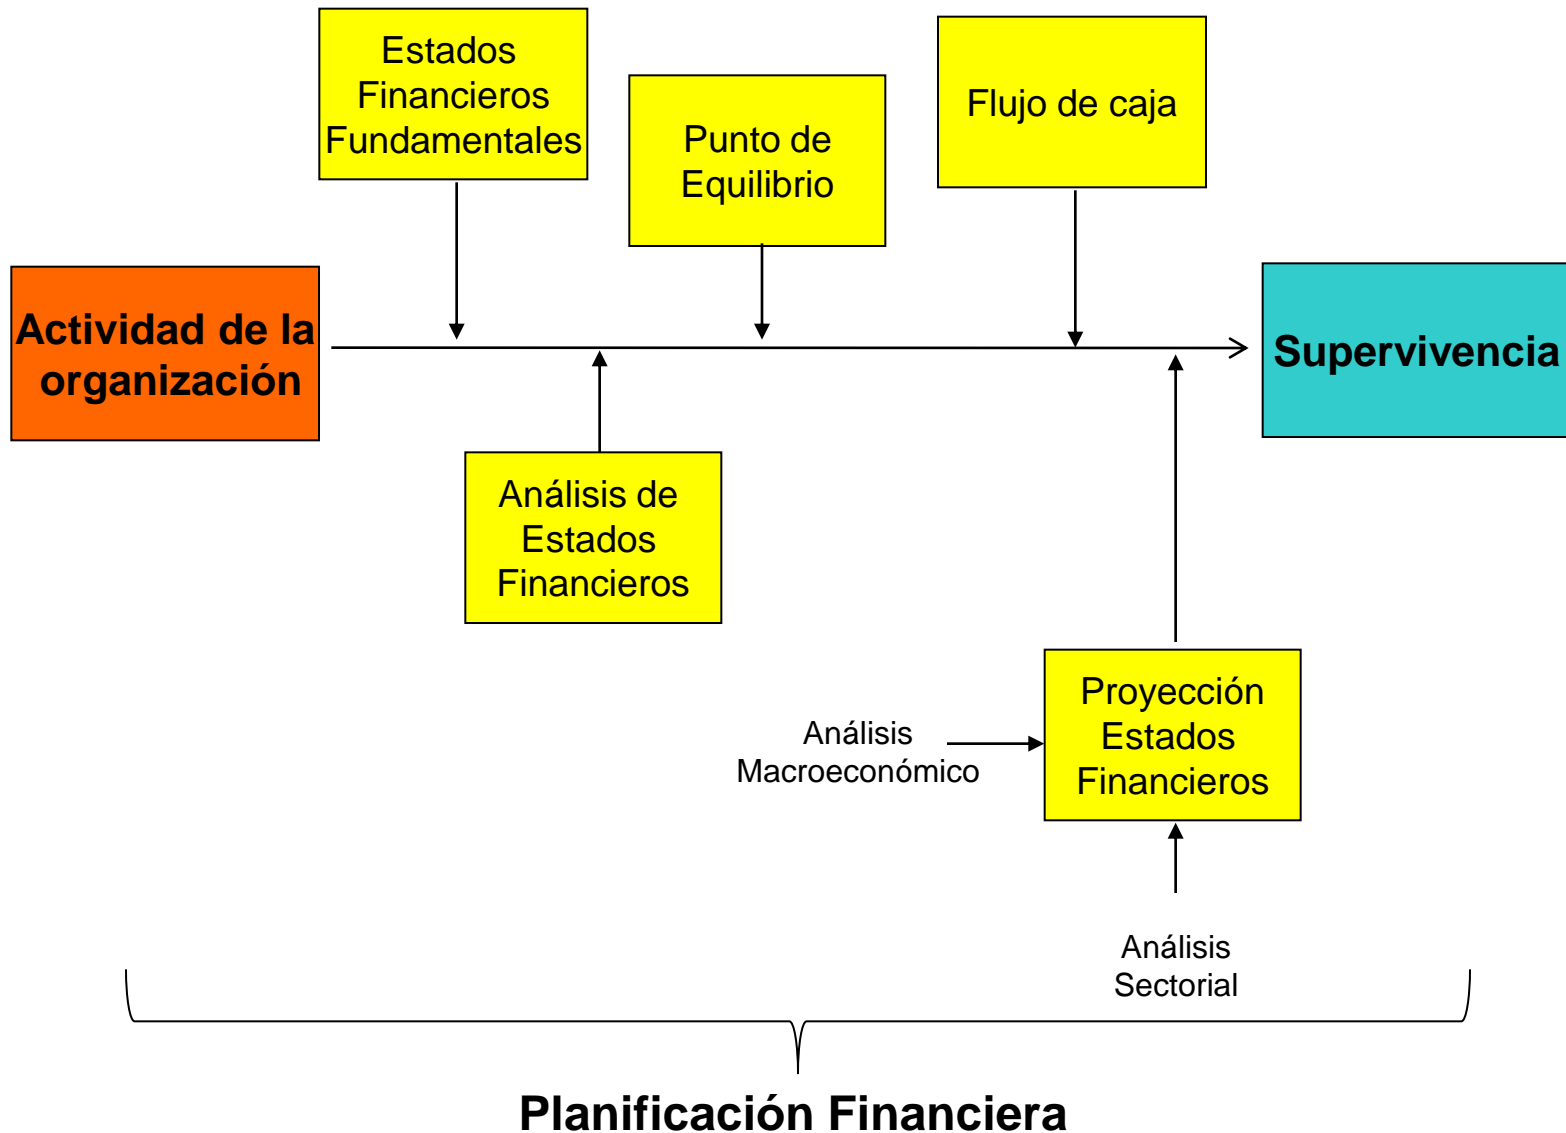 Estados
Financieros
Fundamentales
Punto de
Equilibrio
Flujo de caja
Actividad de la
organización
Supervivencia
Análisis de
Estados
Financieros
Proyección
Estados
Financieros
Análisis
Macroeconómico
Análisis
Sectorial
Planificación Financiera